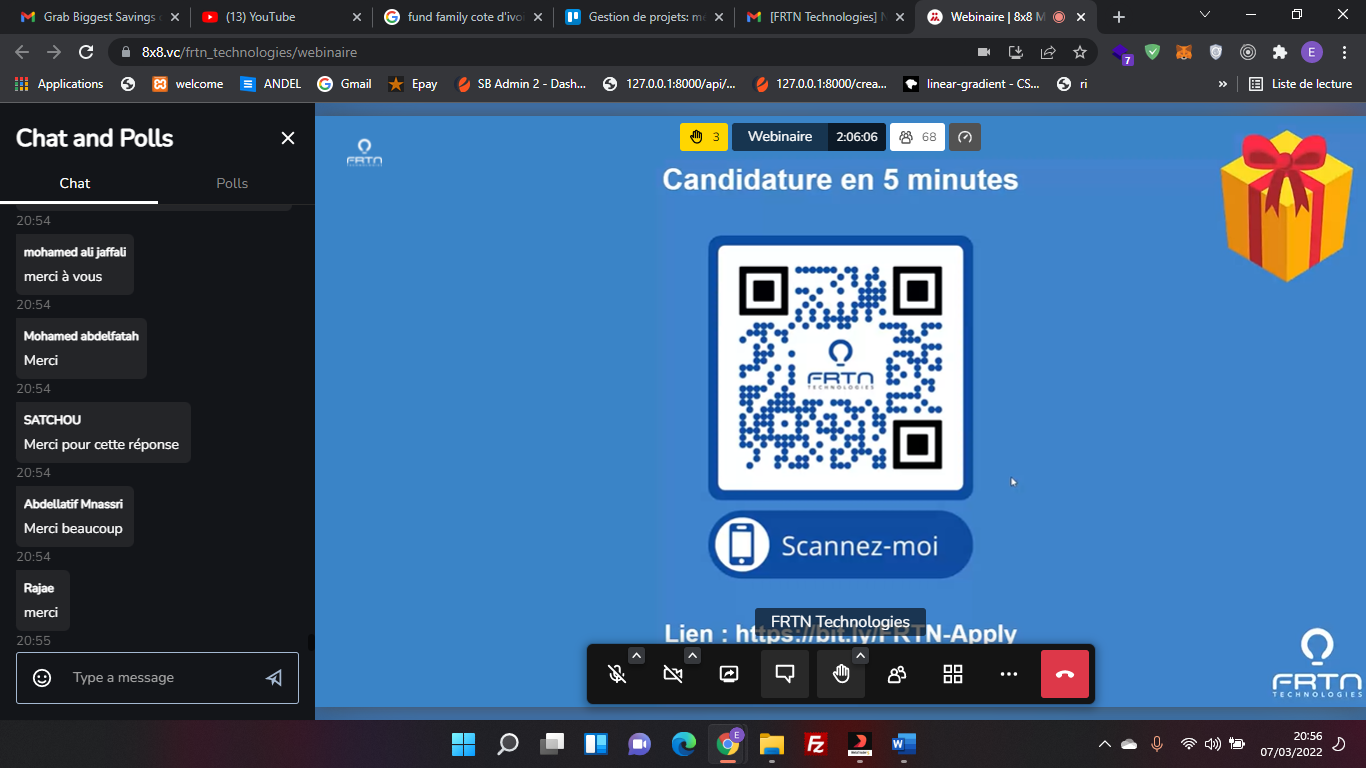 Grab Biggest Savings
(13) YouTube
fund family cote d'ivo
Gestion de projets: m
[FRTN Technologies]
Webinaire | 8x8 M
8x8.vc/frtn_technologies/webinaire
7
E
Applications
welcome
ANDEL
Gmail
Epay
SB Admin 2 - Dash...
127.0.0.1:8000/api/...
127.0.0.1:8000/crea...
linear-gradient - CS...
ri
»
Liste de lecture
Chat and Polls
Chat
Polls
20:54
mohamed ali jaffali
merci à vous
20:54
Mohamed abdelfatah
Merci
20:54
SATCHOU
Merci pour cette réponse
20:54
Abdellatif Mnassri
Merci beaucoup
20:54
Rajae
merci
20:55
Type a message
FRTN
3
Webinaire
2:06:06
68
Candidature en 5 minutes
FRTN
TECHNOLOGIES
Scannez-moi
FRTN Technologies
Lien : https://bit.ly/FRTN-Apply
FRTN
TECHNOLOGIES
E
20:56
07/03/2022